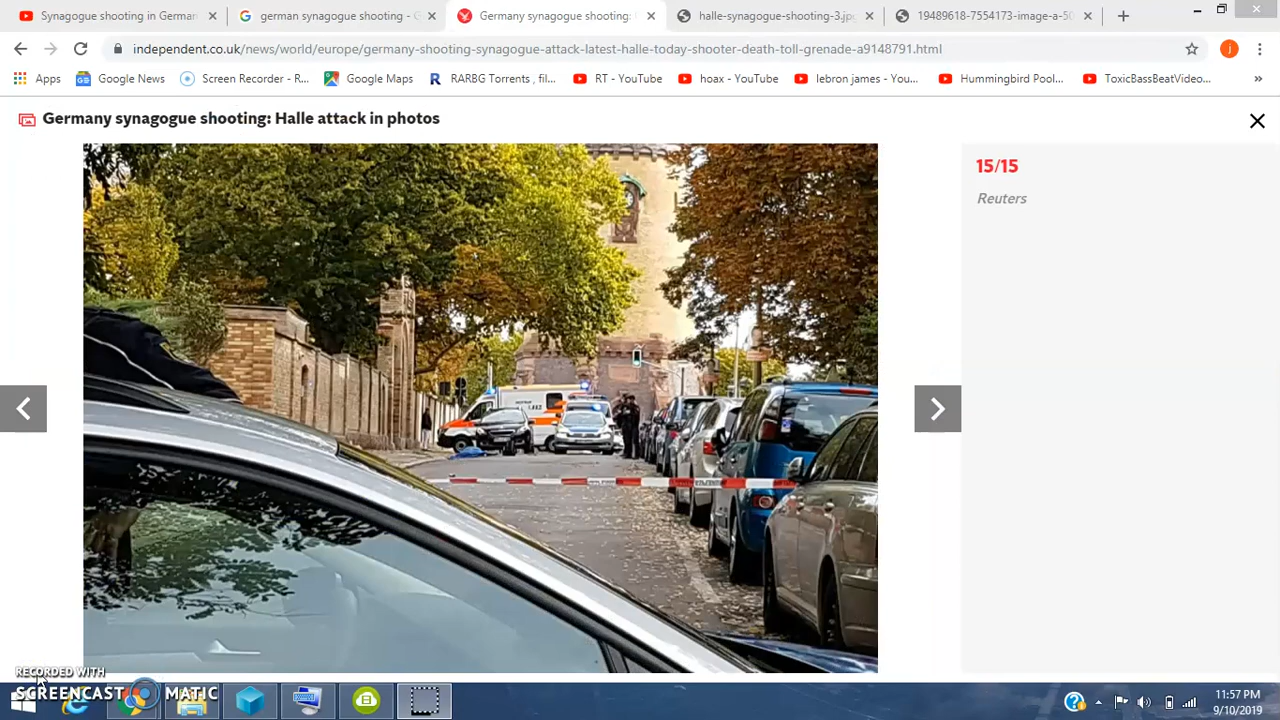 Synagogue shooting in German
german synagogue shooting - G
Germany synagogue shooting:
halle-synagogue-shooting-3.jpg
19489618-7554173-image-a-50
independent.co.uk/news/world/europe/germany-shooting-synagogue-attack-latest-halle-today-shooter-death-toll-grenade-a9148791.html
j
Apps
Google News
Screen Recorder - R...
Google Maps
RARBG Torrents , fil...
RT - YouTube
hoax - YouTube
lebron james - You...
Hummingbird Pool...
ToxicBassBeatVideo...
»
Germany synagogue shooting: Halle attack in photos
15/15
Reuters
RECORDED WITH
SCREENCAST MATIC
11:57 PM
9/10/2019